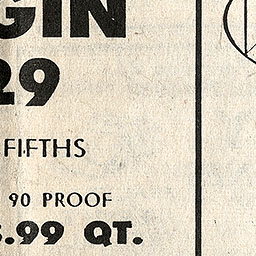 GIN
29
FIFTHS
90 PROOF
.99 QT.